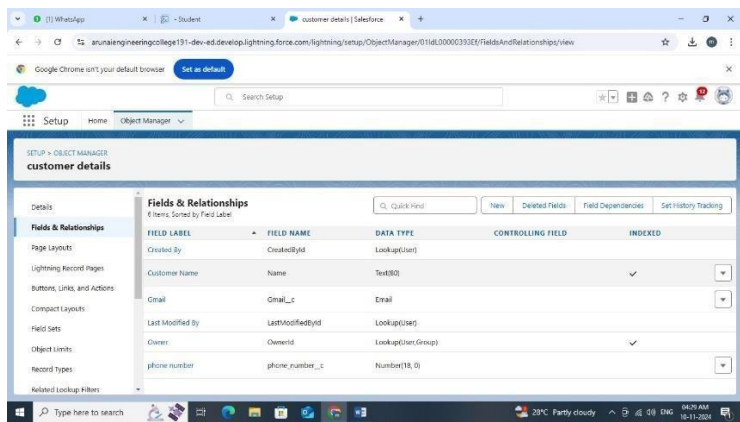 (1) WhatsApp - Student customer details | Salesforce
arunaiengineeringcollege191-dev-ed.develop.lightning.force.com/lightning/setup/ObjectManager/01IdL00000393Ef/FieldsAndRelationships/view
Google Chrome isn't your default browser Set as default
Search Setup
12
Setup Home Object Manager
SETUP > OBJECT MANAGER
customer details
Details
Fields & Relationships
Page Layouts
Lightning Record Pages
Buttons, Links, and Actions
Compact Layouts
Field Sets
Object Limits
Record Types
Related Lookup Filters
Fields & Relationships
6 Items, Sorted by Field Label
Quick Find New Deleted Fields Field Dependencies Set History Tracking
FIELD LABEL FIELD NAME DATA TYPE CONTROLLING FIELD INDEXED
Created By CreatedById Lookup(User)
Customer Name Name Text(80)
Gmail Gmail__c Email
Last Modified By LastModifiedById Lookup(User)
Owner OwnerId Lookup(User,Group)
phone number phone_number__c Number(18, 0)
Type here to search 28°C Partly cloudy ENG 04:29 AM
10-11-2024